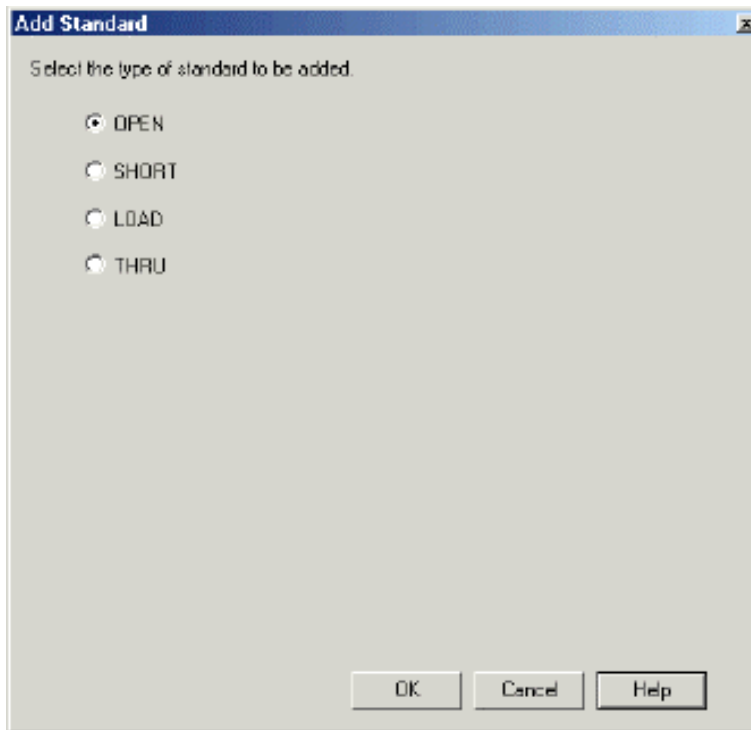 Add Standard
Select the type of standard to be added.
OPEN
SHORT
LOAD
THRU
OK Cancel Help